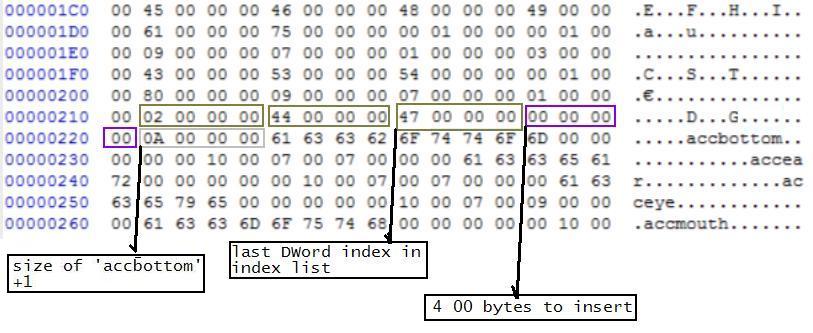 000001C0 00 45 00 00 00 46 00 00 00 48 00 00 00 49 00 00 .E...F...H...I..
000001D0 00 61 00 00 00 75 00 00 00 00 01 00 00 00 01 00 .a...u..........
000001E0 00 09 00 00 00 07 00 00 00 01 00 00 00 03 00 00 ................
000001F0 00 43 00 00 00 53 00 00 00 54 00 00 00 00 01 00 .C...S...T......
00000200 00 80 00 00 00 09 00 00 00 07 00 00 00 01 00 00 .€..............
00000210 00 02 00 00 00 44 00 00 00 47 00 00 00 00 00 00 .....D...G......
00000220 00 0A 00 00 00 61 63 63 62 6F 74 74 6F 6D 00 00 .....accbottom..
00000230 00 00 00 10 00 07 00 07 00 00 00 61 63 63 65 61 ...........accea
00000240 72 00 00 00 00 00 10 00 07 00 07 00 00 00 61 63 r.............ac
00000250 63 65 79 65 00 00 00 00 00 10 00 07 00 09 00 00 ceye............
00000260 00 61 63 63 6D 6F 75 74 68 00 00 00 00 00 10 00 .accmouth.......
size of 'accbottom'
+1
last DWord index in
index list
4 00 bytes to insert